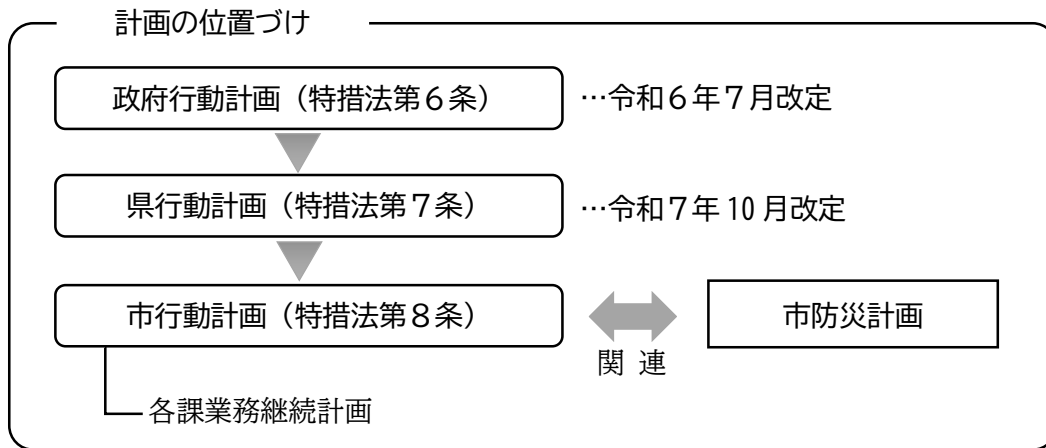 計画の位置づけ
政府行動計画（特措法第６条）　…令和６年７月改定
県行動計画（特措法第７条）　…令和７年 10 月改定
市行動計画（特措法第８条）　市防災計画
関 連
各課業務継続計画